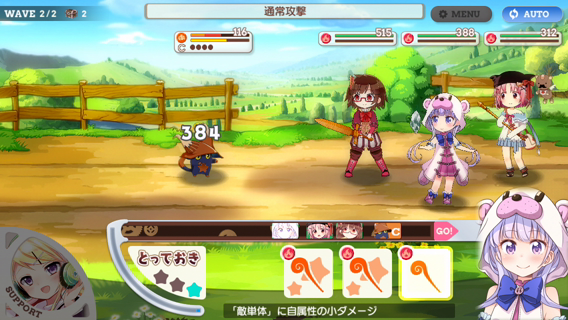 WAVE 2/2 2
通常攻撃
MENU
AUTO
116
C
515
388
312
384
C
GO!
とっておき
SUPPORT
「敵単体」に自属性の小ダメージ